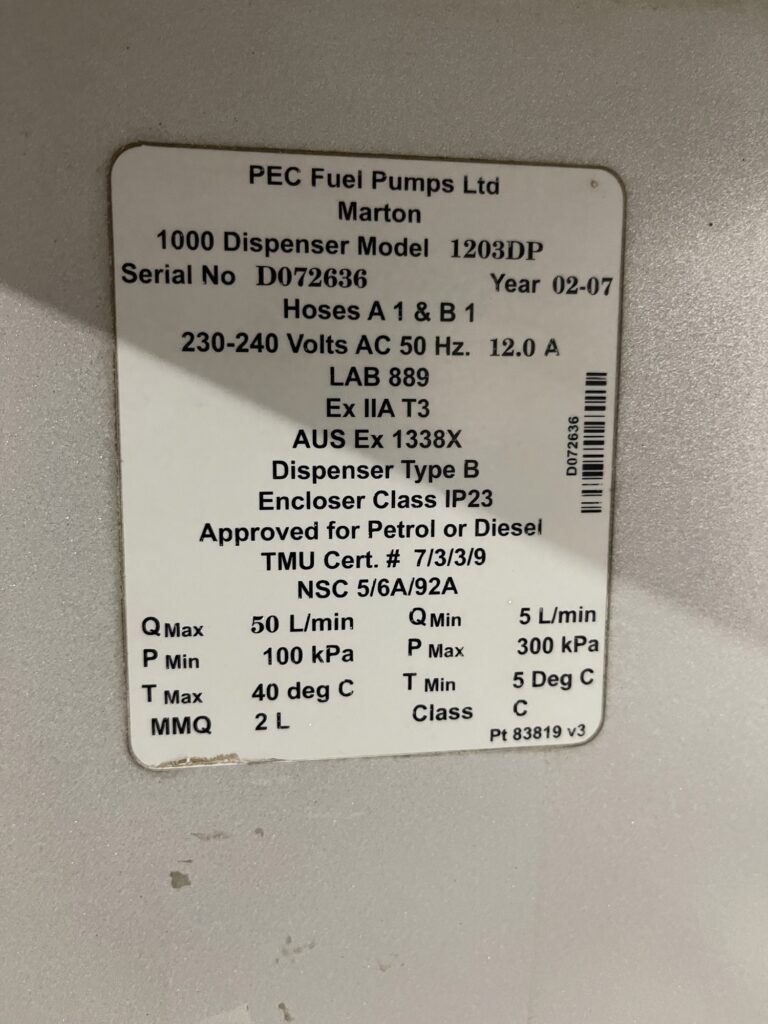 PEC Fuel Pumps Ltd
Marton
1000 Dispenser Model 1203DP
Serial No D072636 Year 02-07
Hoses A 1 & B 1
230-240 Volts AC 50 Hz. 12.0 A
LAB 889
Ex IIA T3
AUS Ex 1338X
Dispenser Type B
Encloser Class IP23
Approved for Petrol or Diesel
TMU Cert. # 7/3/3/9
NSC 5/6A/92A
Q Max 50 L/min Q Min 5 L/min
P Min 100 kPa P Max 300 kPa
T Max 40 deg C T Min 5 Deg C
MMQ 2 L Class C
Pt 83819 v3
D072636